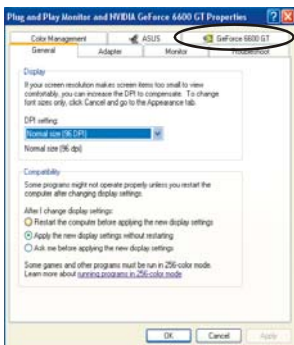 Plug and Play Monitor and NVIDIA GeForce 6600 GT Properties
Color Management
ASUS
GeForce 6600 GT
General
Adapter
Monitor
Troubleshoot
Display
If your screen resolution makes screen items too small to view
comfortably, you can increase the DPI to compensate. To change
font sizes only, click Cancel and go to the Appearance tab.
DPI setting:
Normal size (96 DPI)
Normal size (96 dpi)
Compatibility
Some programs might not operate properly unless you restart the
computer after changing display settings.
After I change display settings:
Restart the computer before applying the new display settings
Apply the new display settings without restarting
Ask me before applying the new display settings
Some games and other programs must be run in 256-color mode.
Learn more about running programs in 256-color mode.
OK
Cancel
Apply